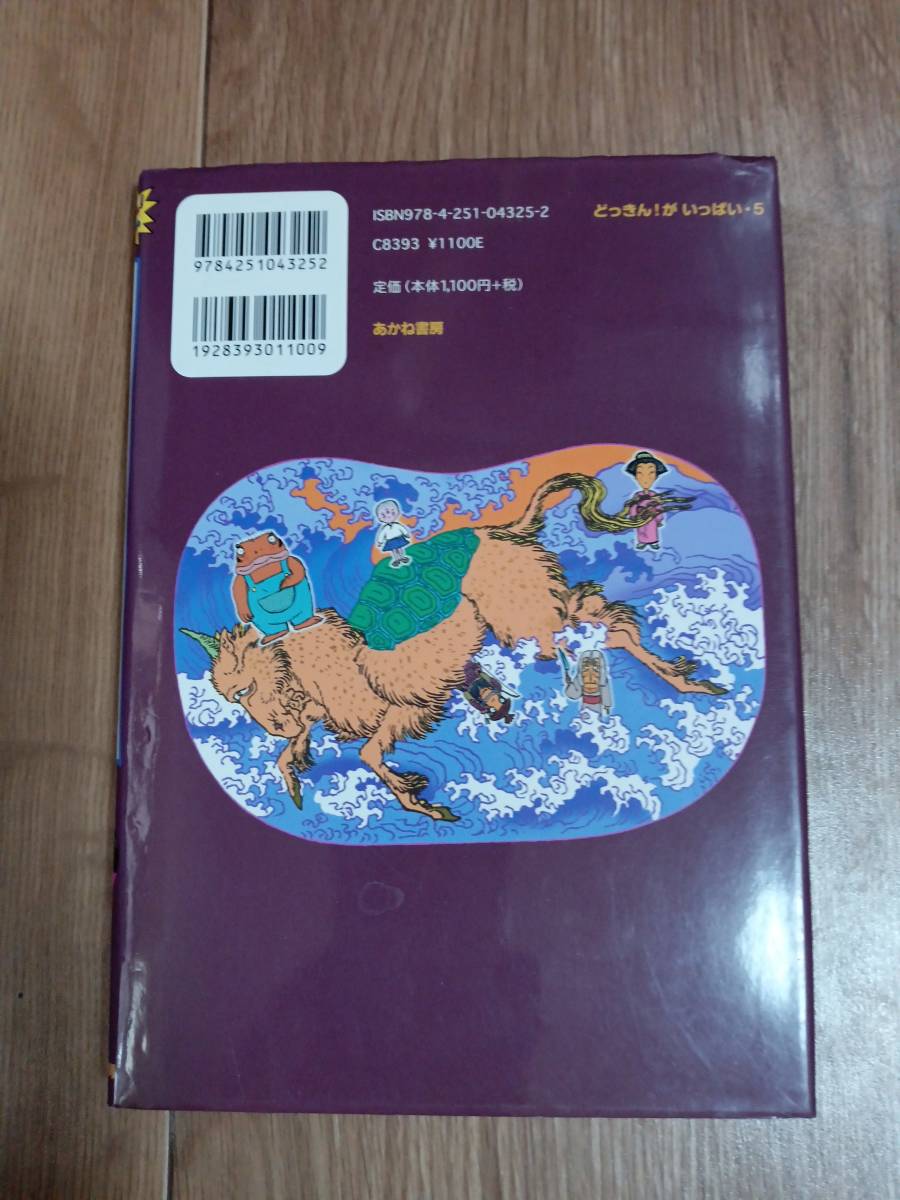 ISBN978-4-251-04325-2
C8393 ¥1100E
定価(本体1,100円+税)
あかね書房
どっきん!が いっぱい・5
9784251043252
1928393011009